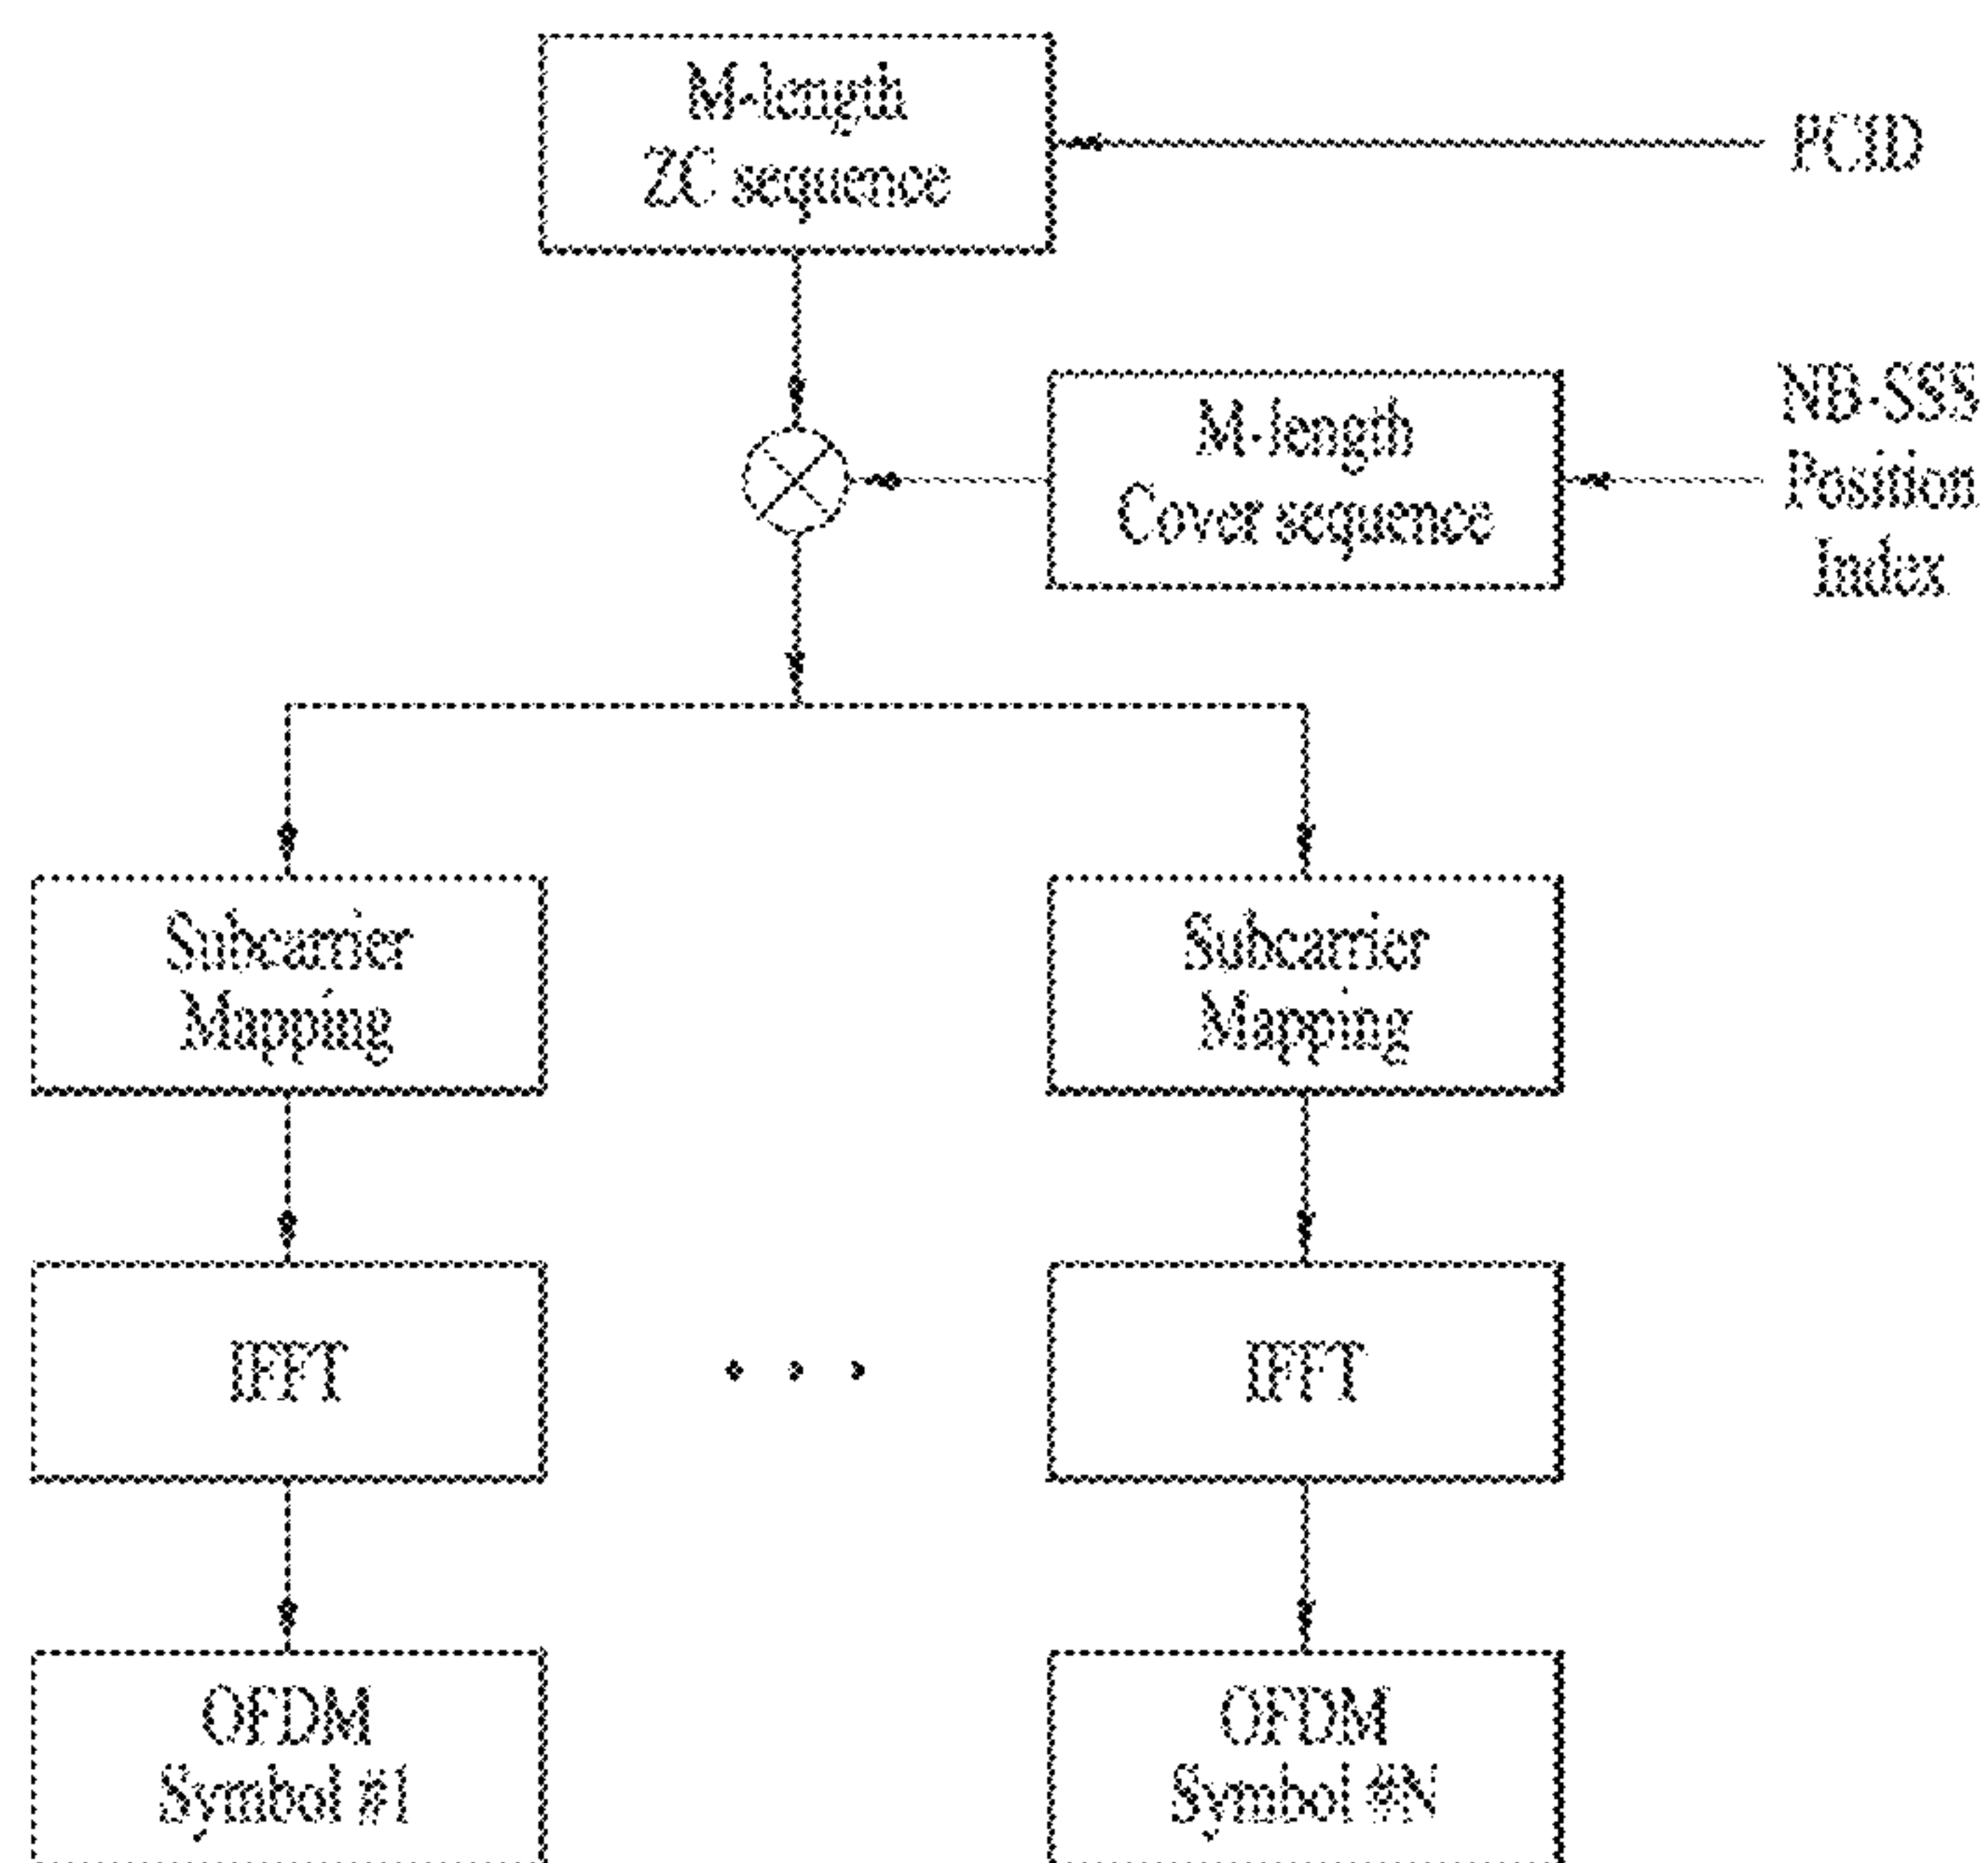 M-length
ZC sequence
PCID
M-length
Cover sequence
NB-SSS
Position
Index
Subcarrier
Mapping
Subcarrier
Mapping
IFFT
IFFT
OFDM
Symbol #1
OFDM
Symbol #N